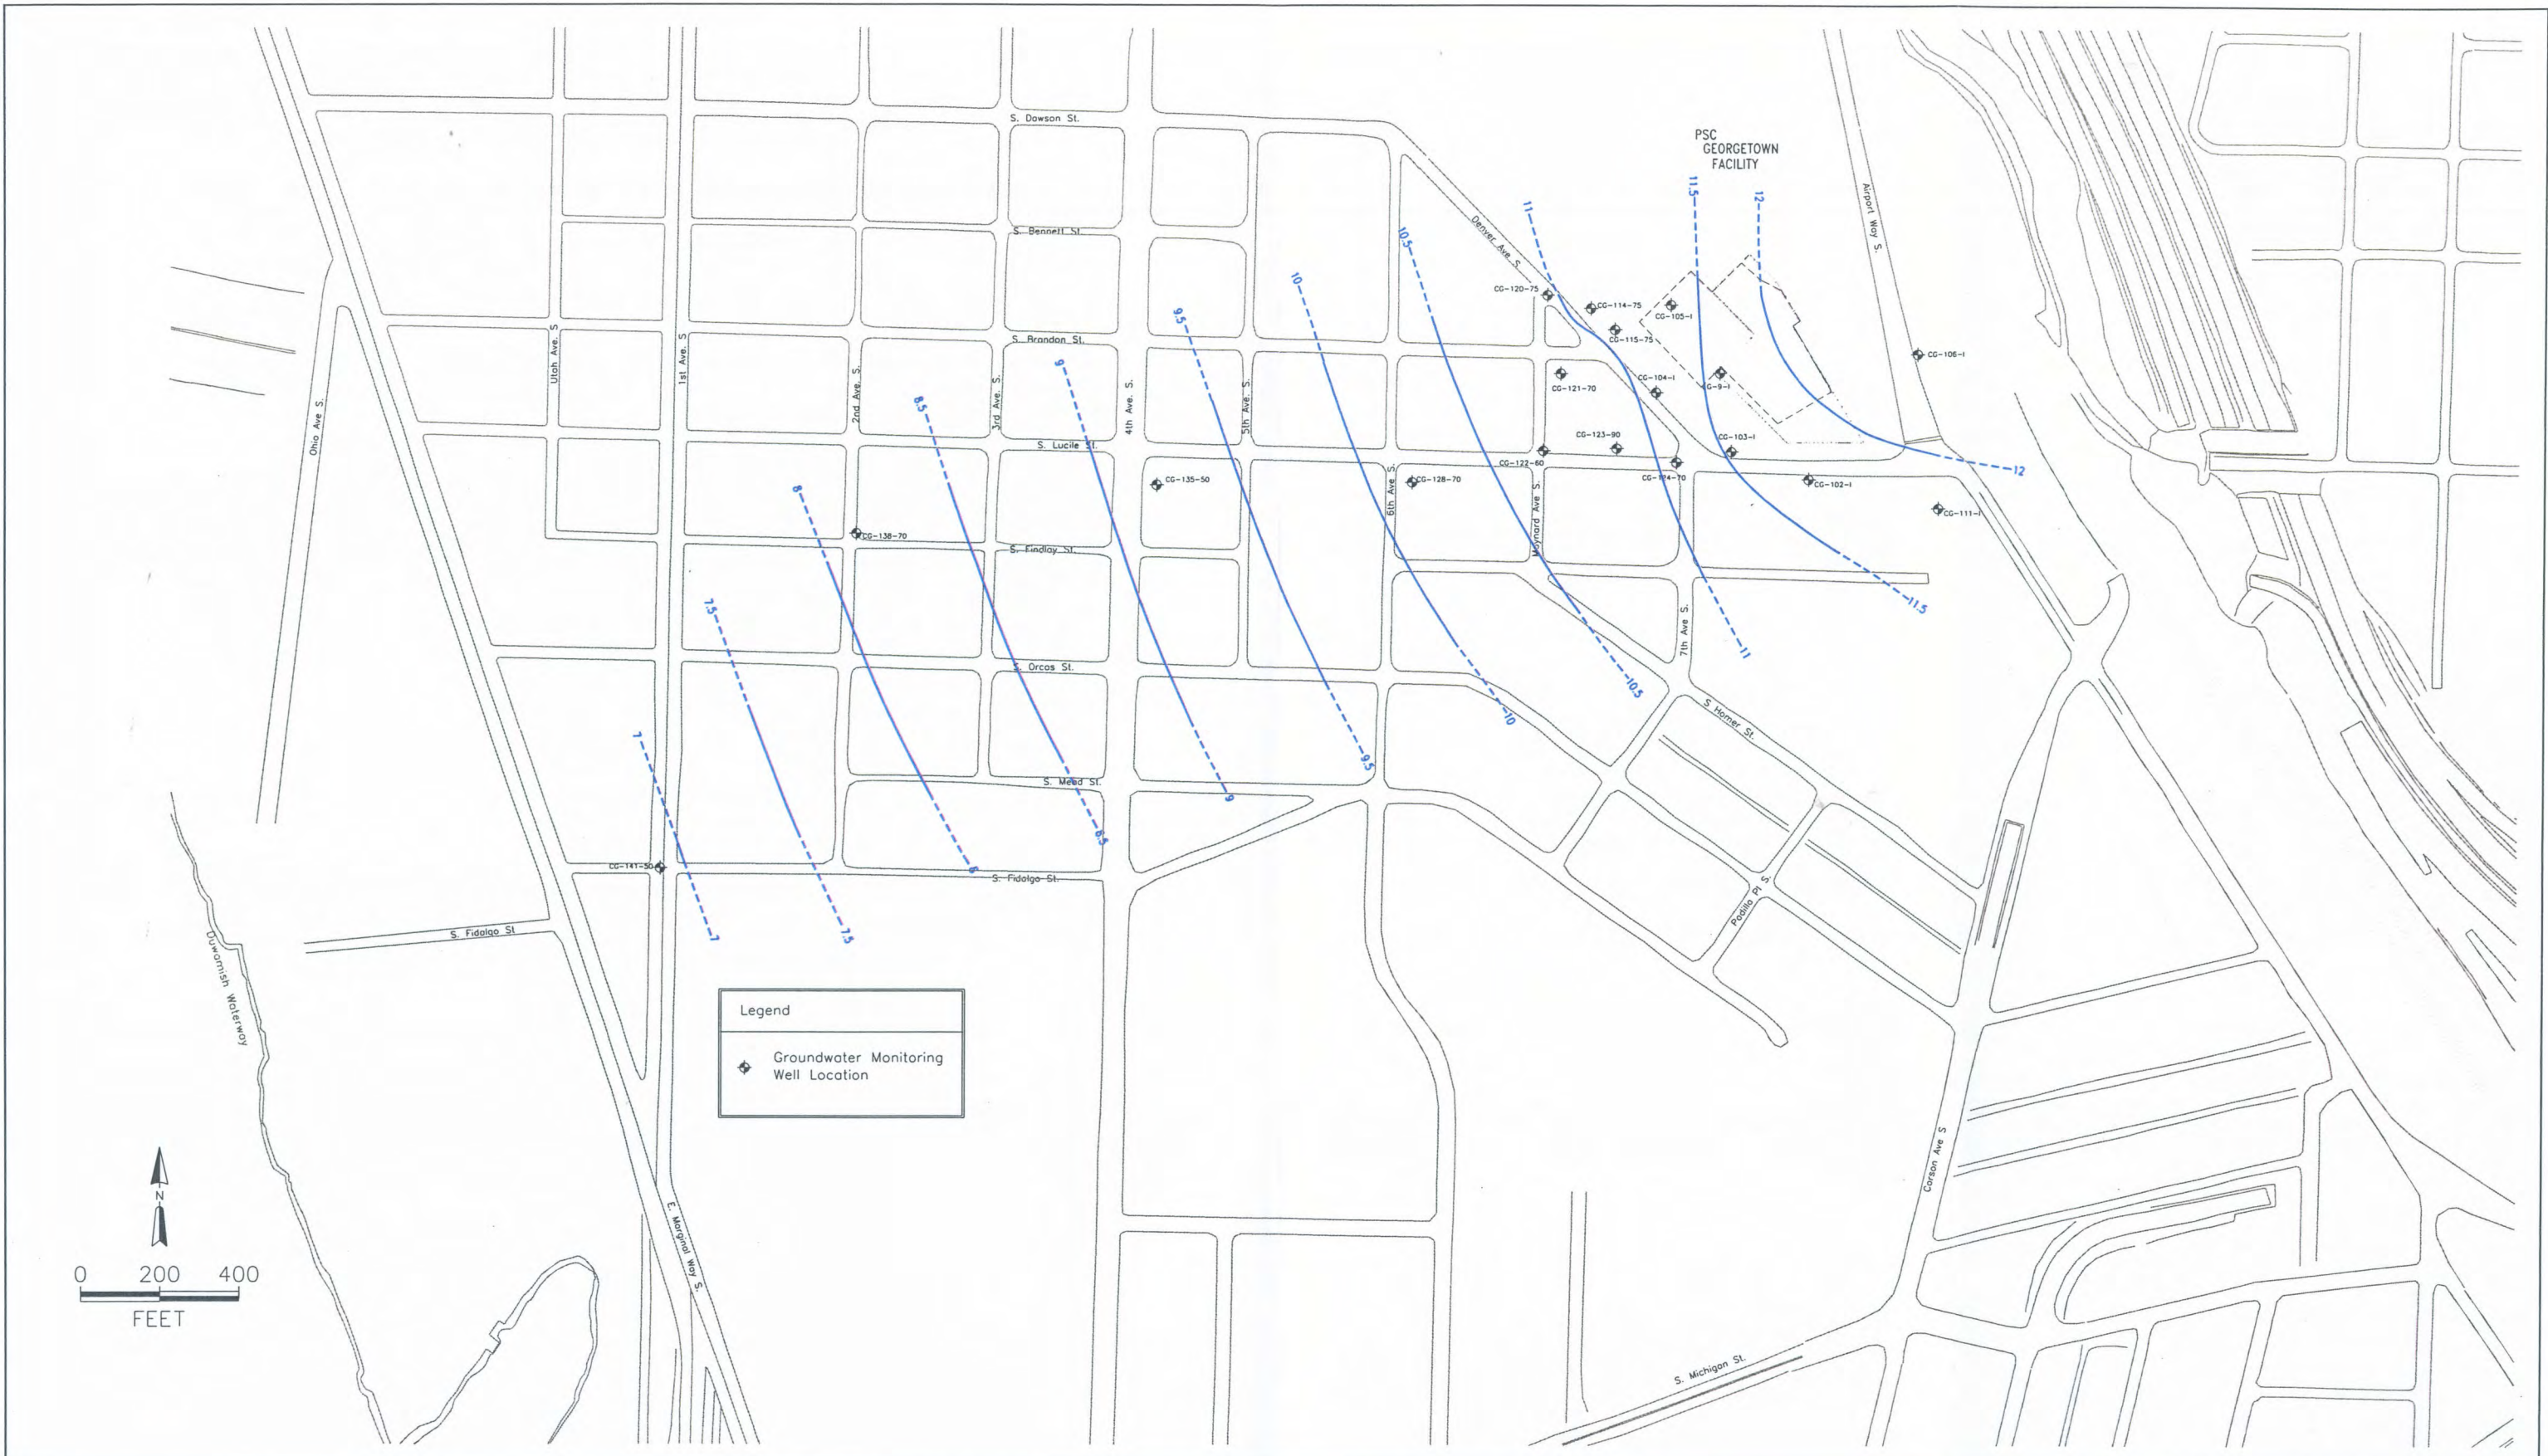 S. Dawson St.
PSC
GEORGETOWN
FACILITY
11.5
12
11
Airport Way S.
Denver Ave S.
S. Bennett St.
10.5
10
CG-120-75
CG-114-75
CG-105-I
9.5
Utah Ave. S
1st Ave. S
S. Brandon St.
CG-115-75
CG-106-I
9
2nd Ave. S.
3rd Ave. S.
4th Ave. S.
5th Ave. S.
CG-121-70
CG-104-I
CG-9-I
8.5
Ohio Ave S.
S. Lucile St.
CG-123-90
CG-103-I
CG-122-60
12
8
CG-135-50
6th Ave S.
CG-128-70
Maynard Ave S.
CG-124-70
CG-102-I
CG-111-I
CG-138-70
S. Findlay St.
7.5
11.5
7th Ave S.
11
S. Orcas St.
10.5
S Homer St.
10
7
9.5
S. Mead St.
9
8.5
CG-141-50
8
S. Fidalgo St.
Padilla Pl S.
S. Fidalgo St
7
7.5
Duwamish Waterway
Legend
Groundwater Monitoring
Well Location
Corson Ave S
N
E. Marginal Way S.
0 200 400
FEET
S. Michigan St.